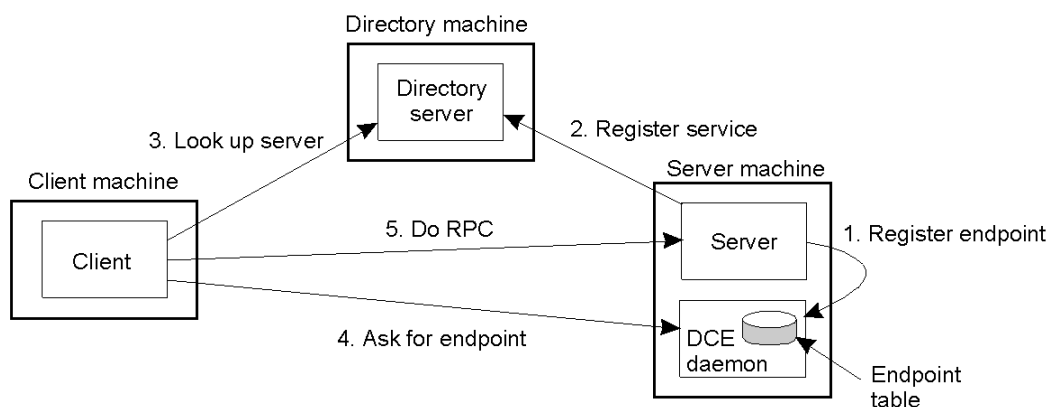 Directory machine
Directory
server
3. Look up server
2. Register service
Client machine
Server machine
Client
5. Do RPC
Server
1. Register endpoint
4. Ask for endpoint
DCE
daemon
Endpoint
table